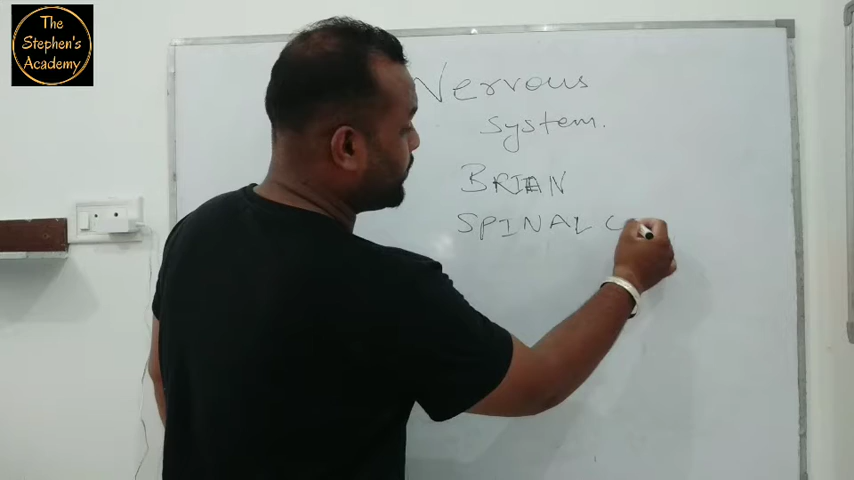 The
Stephen's
Academy
Nervous
System.
BRIAN
SPINAL C